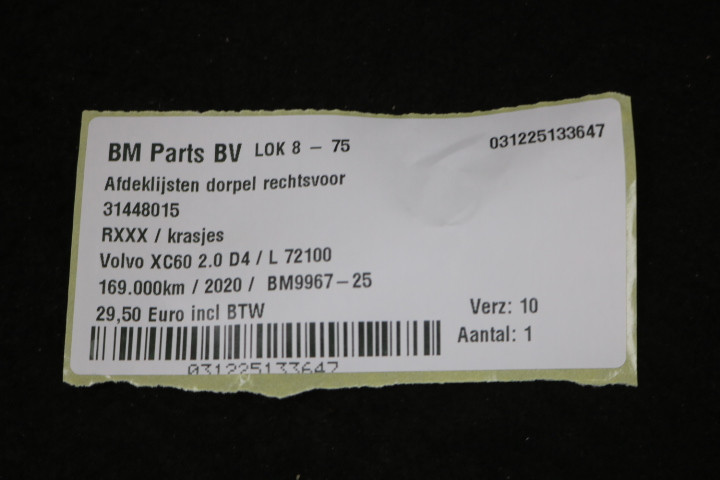 BM Parts BV LOK 8 - 75
031225133647
Afdeklijsten dorpel rechtsvoor
31448015
RXXX / krasjes
Volvo XC60 2.0 D4 / L 72100
169.000km / 2020 / BM9967-25
29,50 Euro incl BTW
Verz: 10
Aantal: 1
031225133647